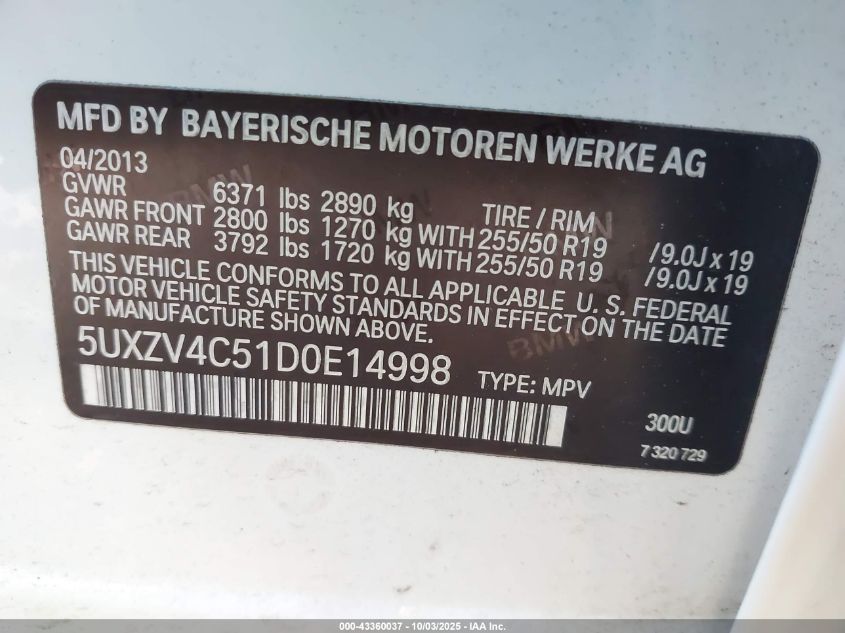 MFD BY BAYERISCHE MOTOREN WERKE AG
04/2013
GVWR 6371 lbs 2890 kg TIRE / RIM
GAWR FRONT 2800 lbs 1270 kg WITH 255/50 R19 /9.0J x 19
GAWR REAR 3792 lbs 1720 kg WITH 255/50 R19 /9.0J x 19
THIS VEHICLE CONFORMS TO ALL APPLICABLE U. S. FEDERAL
MOTOR VEHICLE SAFETY STANDARDS IN EFFECT ON THE DATE
OF MANUFACTURE SHOWN ABOVE.
5UXZV4C51D0E14998 TYPE: MPV
300U
7 320 729
000-43360037 - 10/03/2025 - IAA Inc.